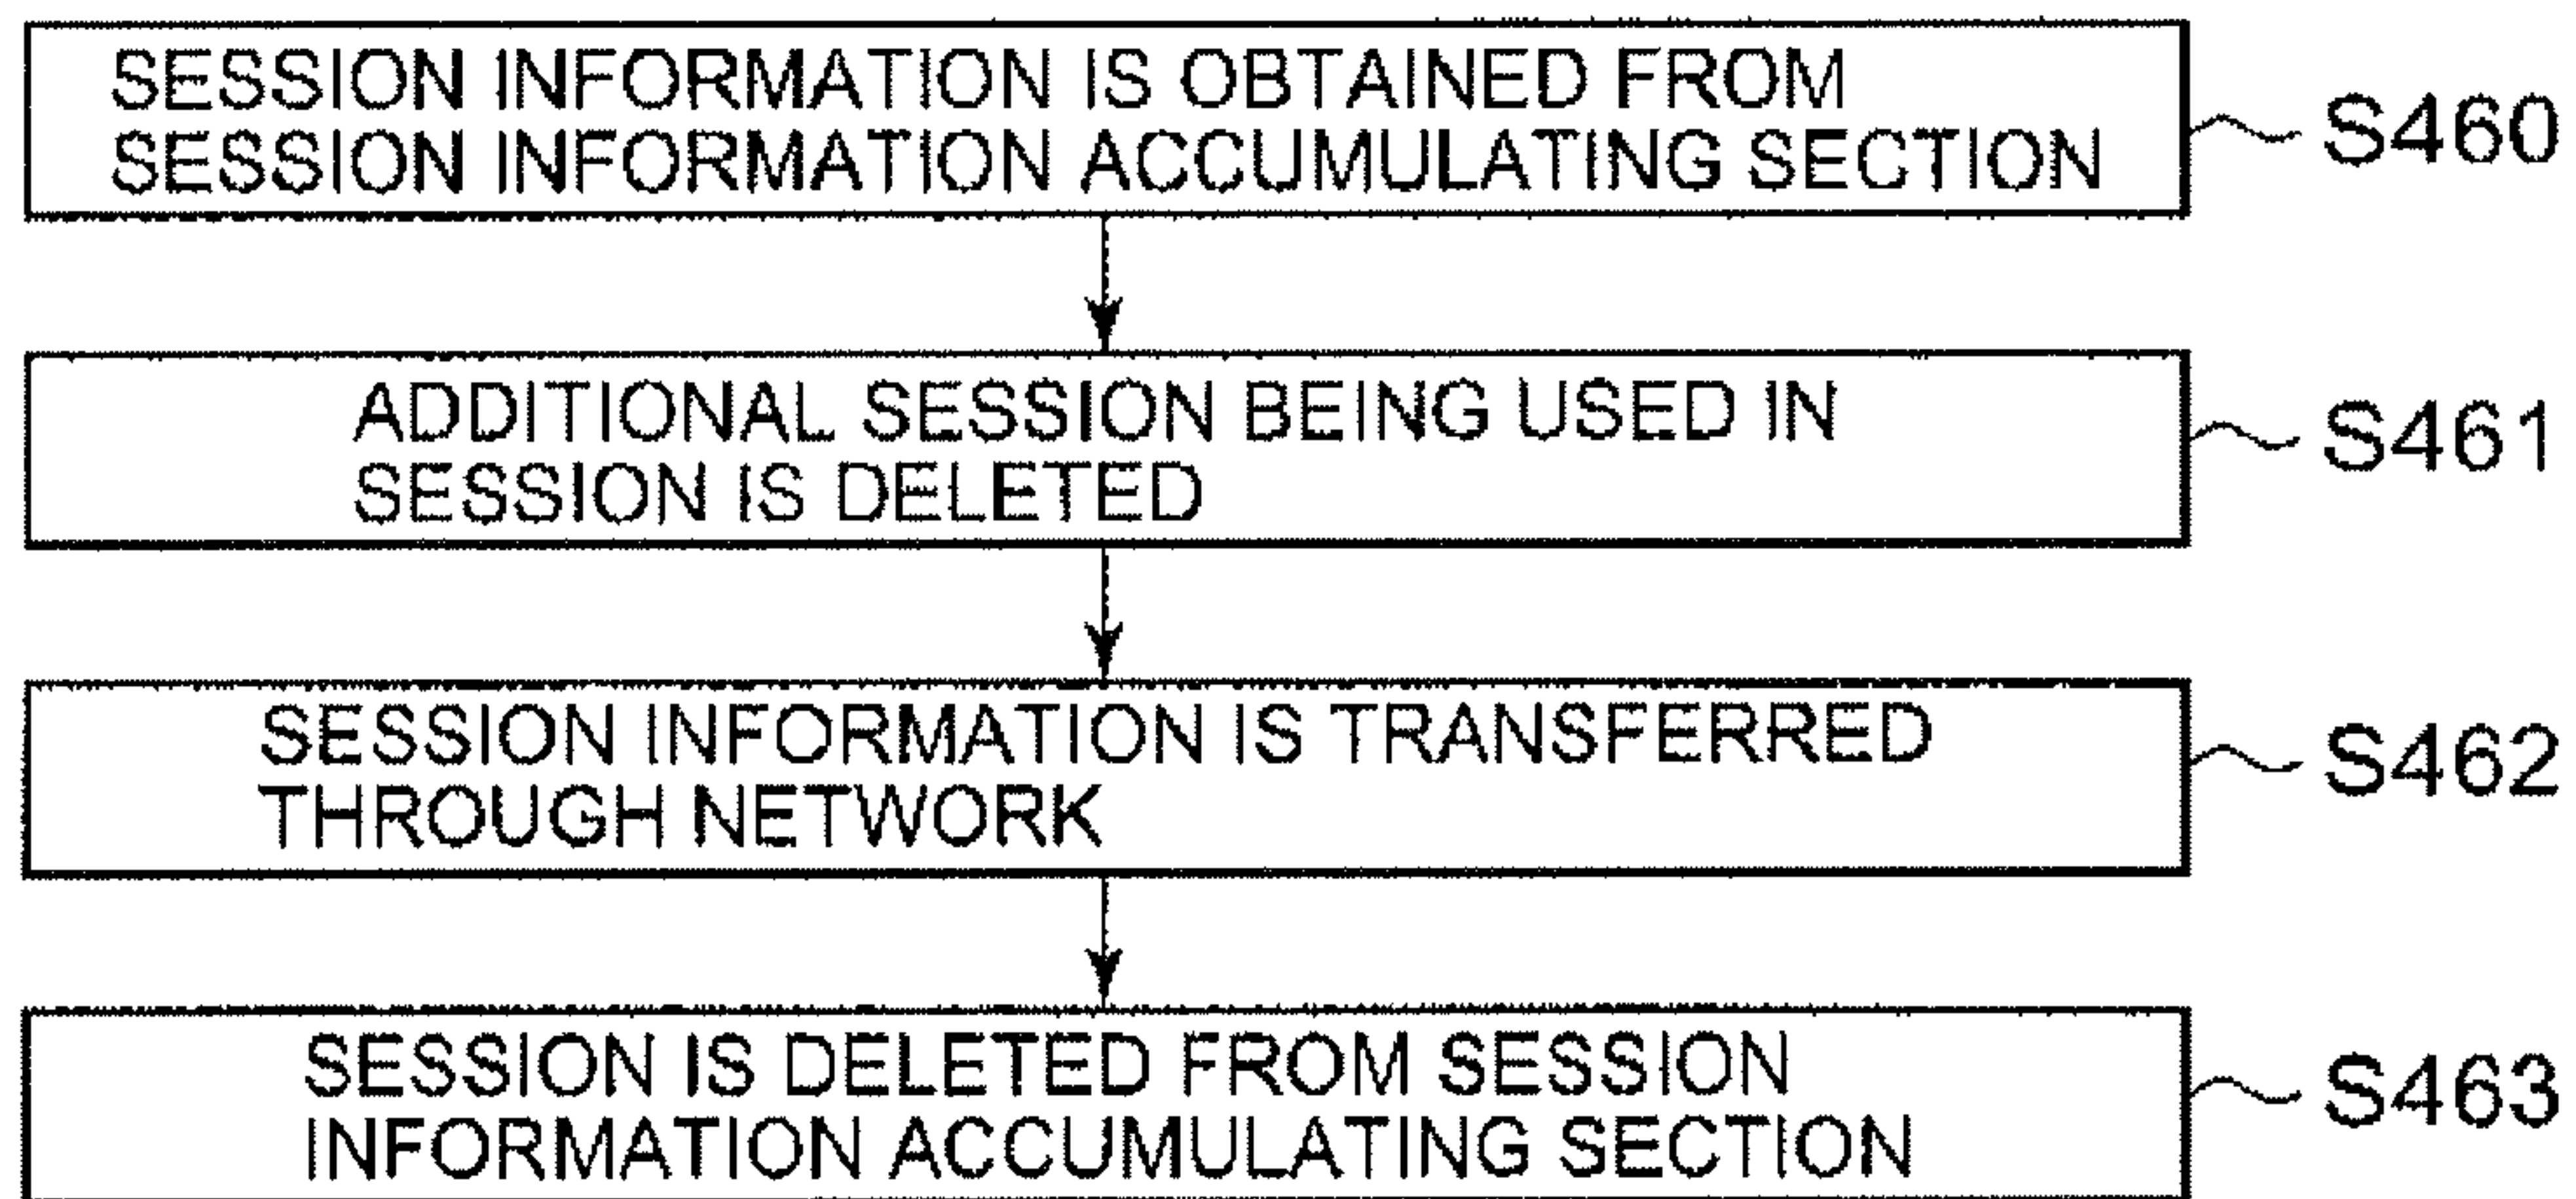 SESSION INFORMATION IS OBTAINED FROM
SESSION INFORMATION ACCUMULATING SECTION
S460
ADDITIONAL SESSION BEING USED IN
SESSION IS DELETED
S461
SESSION INFORMATION IS TRANSFERRED
THROUGH NETWORK
S462
SESSION IS DELETED FROM SESSION
INFORMATION ACCUMULATING SECTION
S463